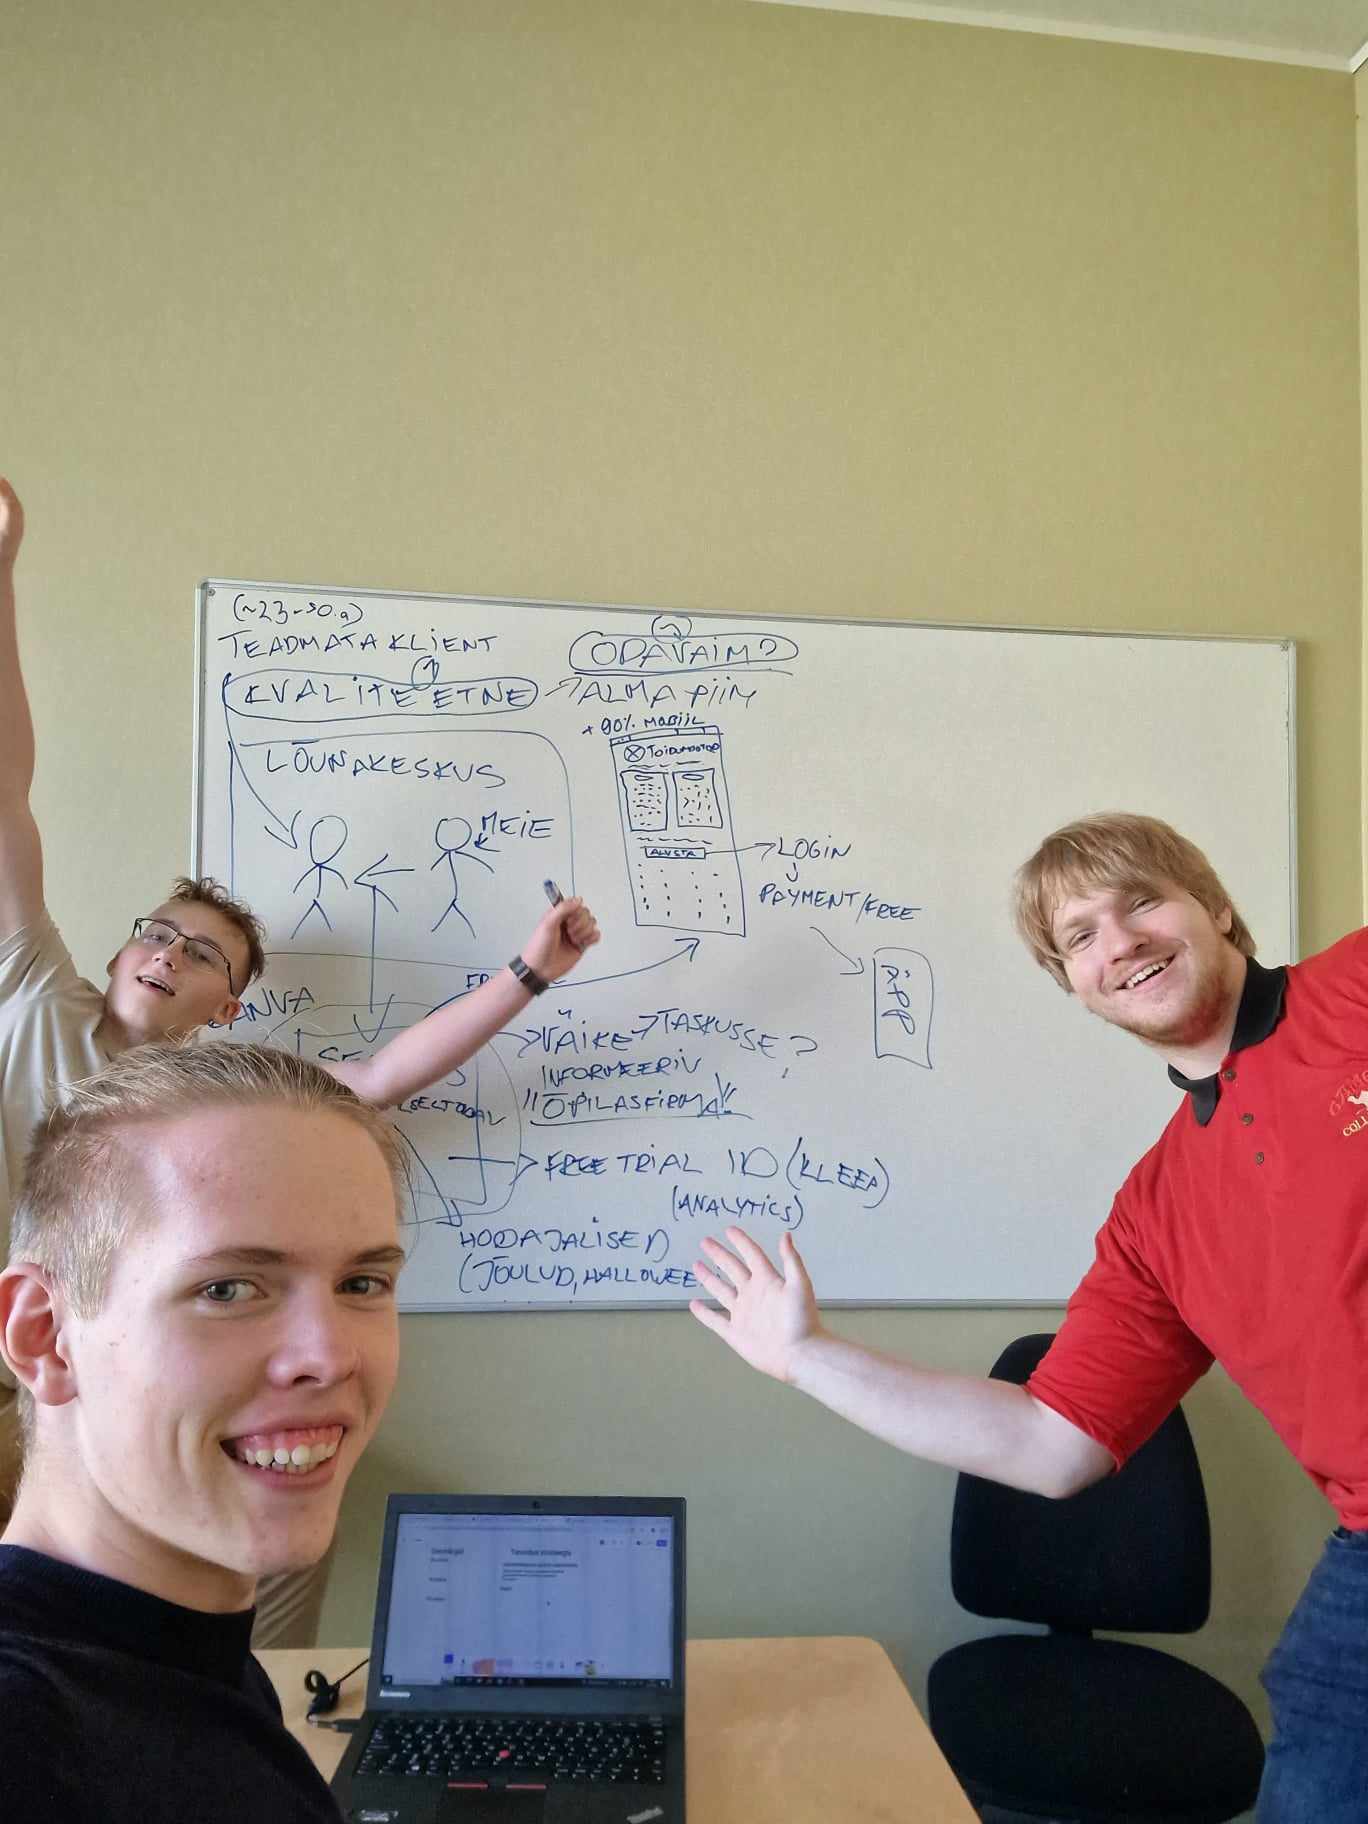 (~23-30.a)
TEADMATA KLIENT
KVALITEETNE
LÕUNAKESKUS
MEIE
ODAVAIM?
ALMA PIIM
+ 90% MOBIIL
ALUSTA
LOGIN
PAYMENT/FREE
APP
VÄIKE TASKUSSE?
INFORMEERIV
"ÕPILASFIRMA"
FREE TRIAL ID (KLEEP)
(ANALYTICS)
HOOAJALISED
(JÕULUD, HALLOWEE